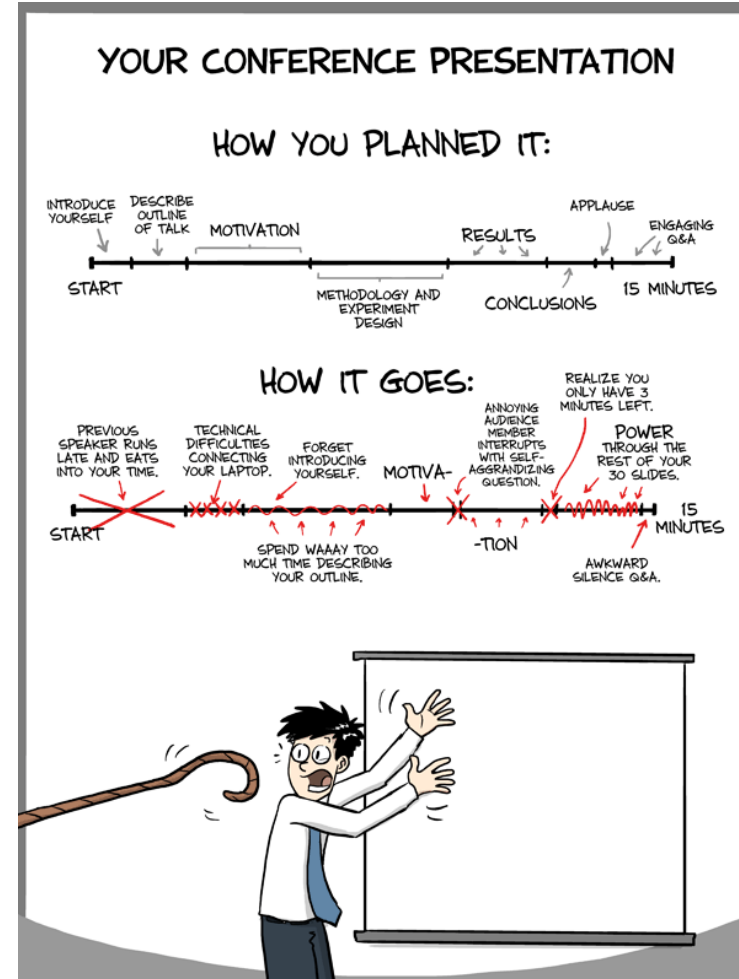 YOUR CONFERENCE PRESENTATION
HOW YOU PLANNED IT:
INTRODUCE
YOURSELF
DESCRIBE
OUTLINE
OF TALK
MOTIVATION
METHODOLOGY AND
EXPERIMENT
DESIGN
RESULTS
CONCLUSIONS
APPLAUSE
ENGAGING
Q&A
START
15 MINUTES
HOW IT GOES:
PREVIOUS
SPEAKER RUNS
LATE AND EATS
INTO YOUR TIME.
TECHNICAL
DIFFICULTIES
CONNECTING
YOUR LAPTOP.
FORGET
INTRODUCING
YOURSELF.
SPEND WAAAY TOO
MUCH TIME DESCRIBING
YOUR OUTLINE.
MOTIVA-
ANNOYING
AUDIENCE
MEMBER
INTERRUPTS
WITH SELF-
AGGRANDIZING
QUESTION.
-TION
REALIZE YOU
ONLY HAVE 3
MINUTES LEFT.
POWER
THROUGH THE
REST OF YOUR
30 SLIDES.
AWKWARD
SILENCE Q&A.
START
15
MINUTES